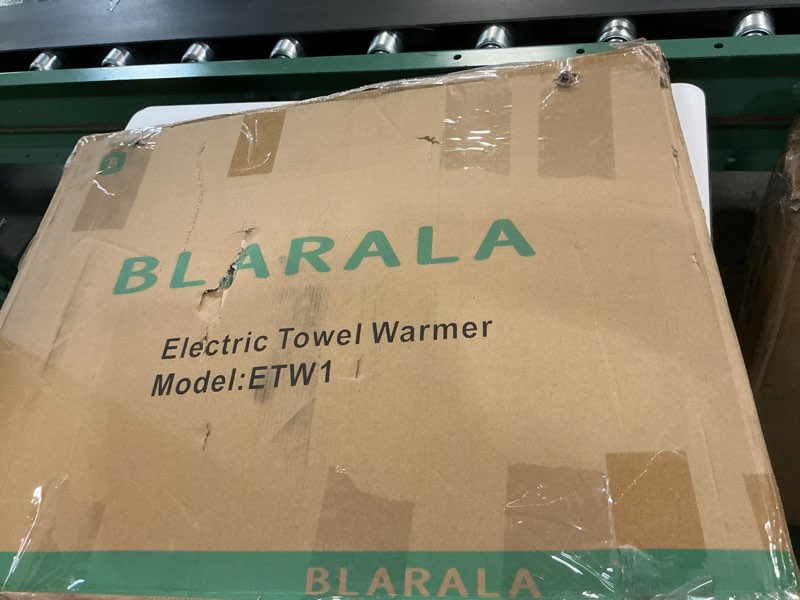 B
BLARALA
Electric Towel Warmer
Model:ETW1
BLARALA